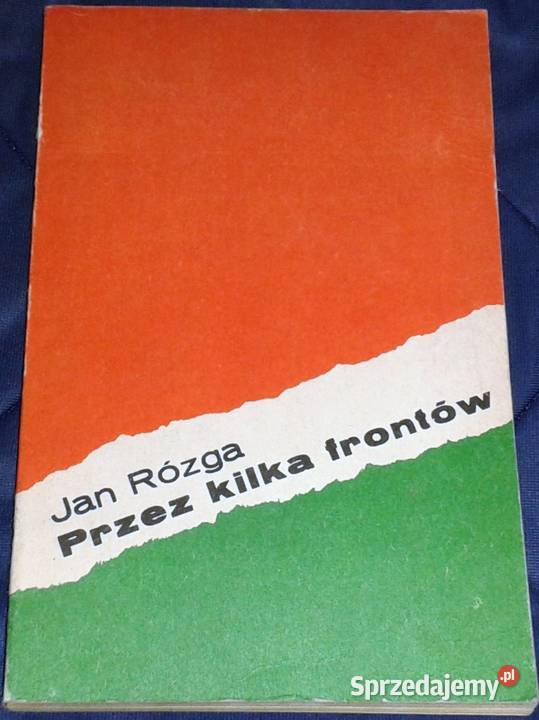 Jan Rózga
Przez kilka frontów
Sprzedajemy.pl